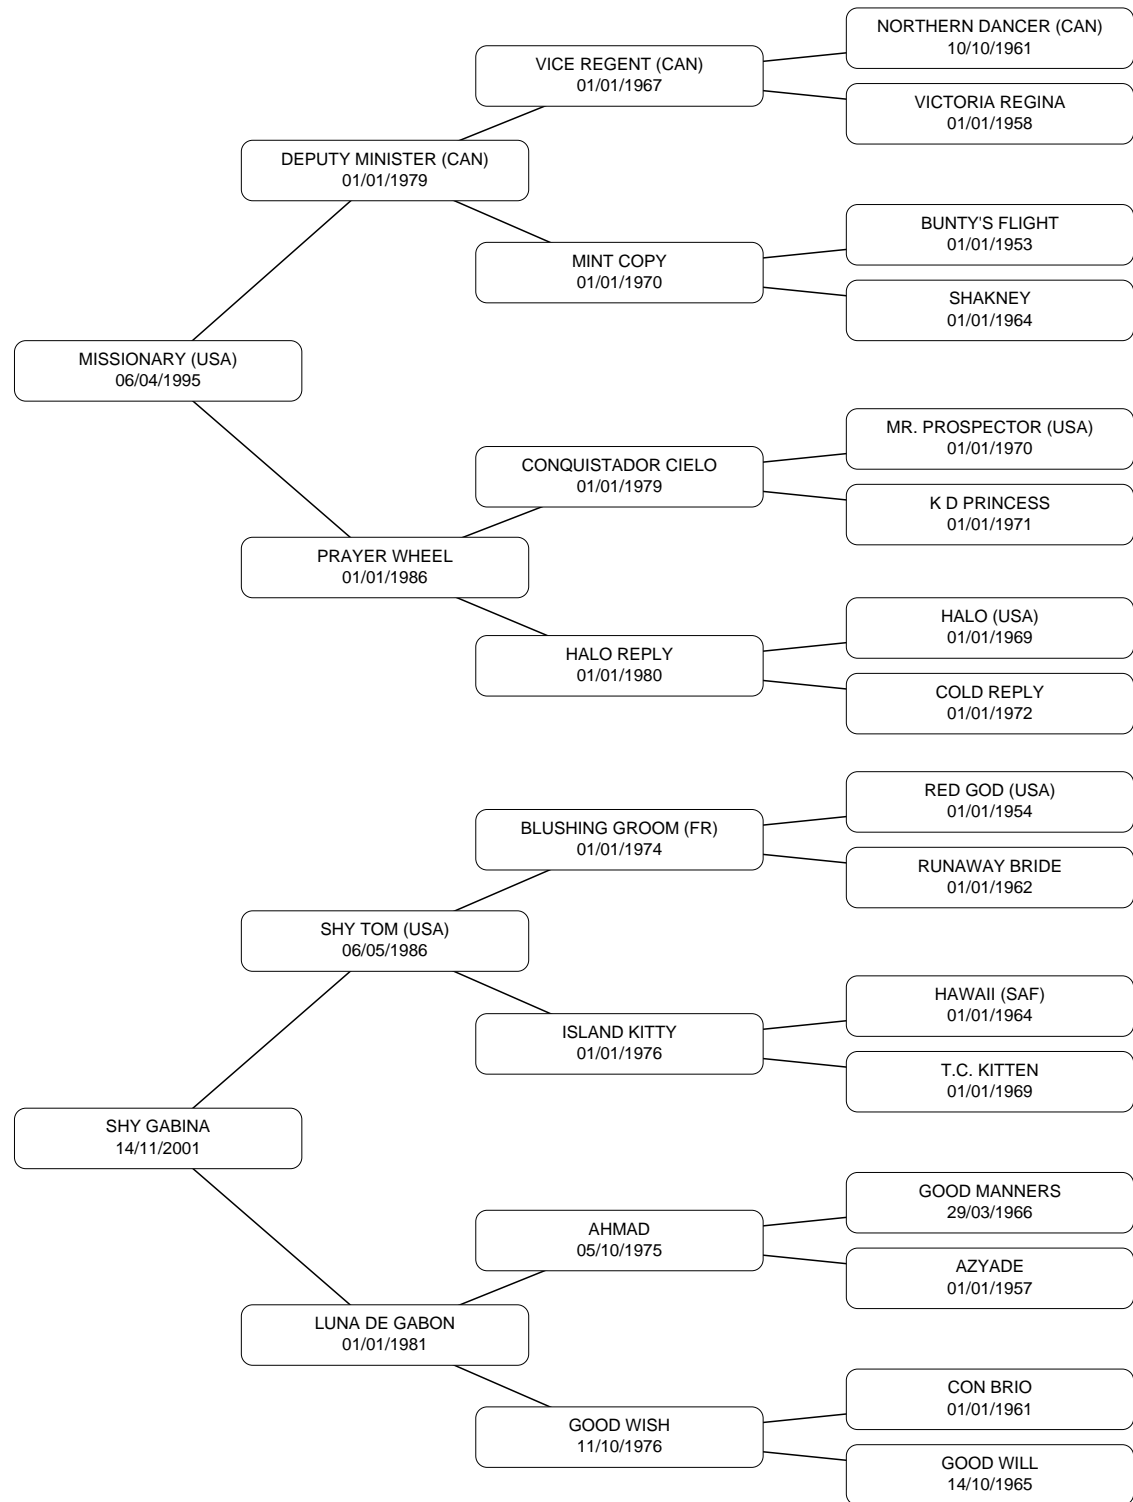 NORTHERN DANCER (CAN)
10/10/1961
VICE REGENT (CAN)
01/01/1967
VICTORIA REGINA
01/01/1958
DEPUTY MINISTER (CAN)
01/01/1979
BUNTY'S FLIGHT
01/01/1953
MINT COPY
01/01/1970
SHAKNEY
01/01/1964
MISSIONARY (USA)
06/04/1995
MR. PROSPECTOR (USA)
01/01/1970
CONQUISTADOR CIELO
01/01/1979
K D PRINCESS
01/01/1971
PRAYER WHEEL
01/01/1986
HALO (USA)
01/01/1969
HALO REPLY
01/01/1980
COLD REPLY
01/01/1972
RED GOD (USA)
01/01/1954
BLUSHING GROOM (FR)
01/01/1974
RUNAWAY BRIDE
01/01/1962
SHY TOM (USA)
06/05/1986
HAWAII (SAF)
01/01/1964
ISLAND KITTY
01/01/1976
T.C. KITTEN
01/01/1969
SHY GABINA
14/11/2001
GOOD MANNERS
29/03/1966
AHMAD
05/10/1975
AZYADE
01/01/1957
LUNA DE GABON
01/01/1981
CON BRIO
01/01/1961
GOOD WISH
11/10/1976
GOOD WILL
14/10/1965